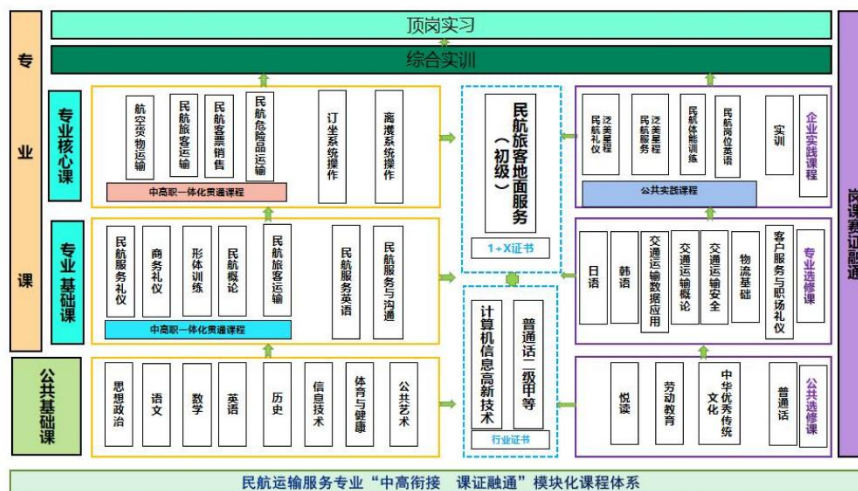 顶岗实习
综合实训
专业课
专业核心课
航空货物运输
民航旅客运输
民航客票销售
民航危险品运输
订坐系统操作
离港系统操作
中高职一体化贯通课程
民航旅客地面服务（初级）
1+X证书
泛美星程民航礼仪
泛美星程民航服务
民航体能训练
民航岗位英语
实训
企业实践课程
公共实践课程
岗课赛证融通
专业基础课
民航服务礼仪
商务礼仪
形体训练
民航概论
民航旅客运输
民航服务英语
民航服务与沟通
中高职一体化贯通课程
日语
韩语
交通运输数据应用
交通运输概论
交通运输安全
物流基础
客户服务与职场礼仪
专业选修课
公共基础课
思想政治
语文
数学
英语
历史
信息技术
体育与健康
公共艺术
计算机信息高新技术
普通话二级甲等
行业证书
悦读
劳动教育
中华优秀传统文化
普通话
公共选修课
民航运输服务专业“中高衔接 课证融通”模块化课程体系